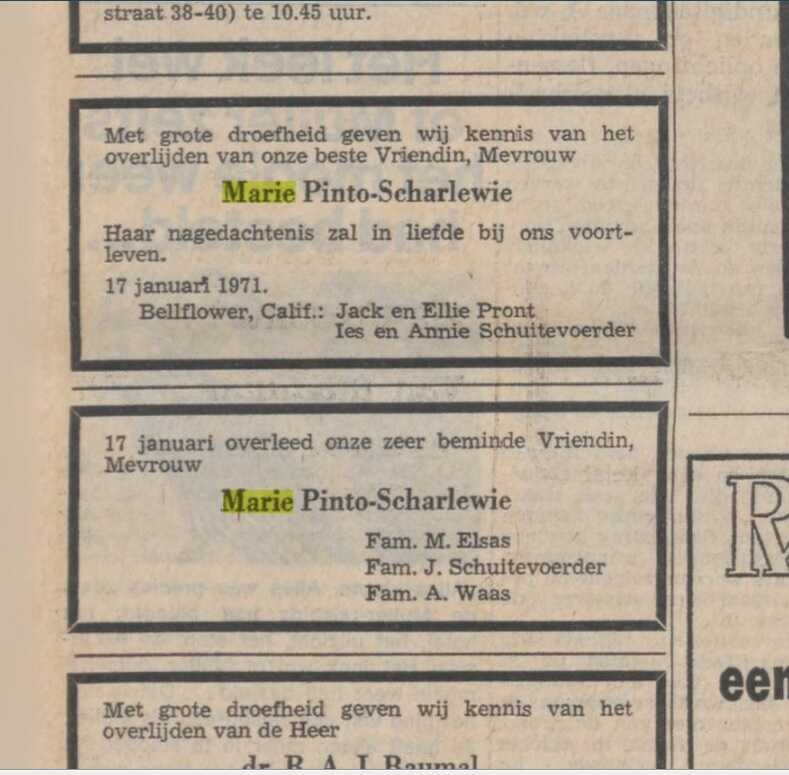 straat 38-40) te 10.45 uur.
Met grote droefheid geven wij kennis van het
overlijden van onze beste Vriendin, Mevrouw
Marie Pinto-Scharlewie
Haar nagedachtenis zal in liefde bij ons voort-
leven.
17 januari 1971.
Bellflower, Calif.: Jack en Ellie Pront
Ies en Annie Schuitevoerder
17 januari overleed onze zeer beminde Vriendin,
Mevrouw
Marie Pinto-Scharlewie
Fam. M. Elsas
Fam. J. Schuitevoerder
Fam. A. Waas
Met grote droefheid geven wij kennis van het
overlijden van de Heer
dr. R. A. J. Baumal
R
een